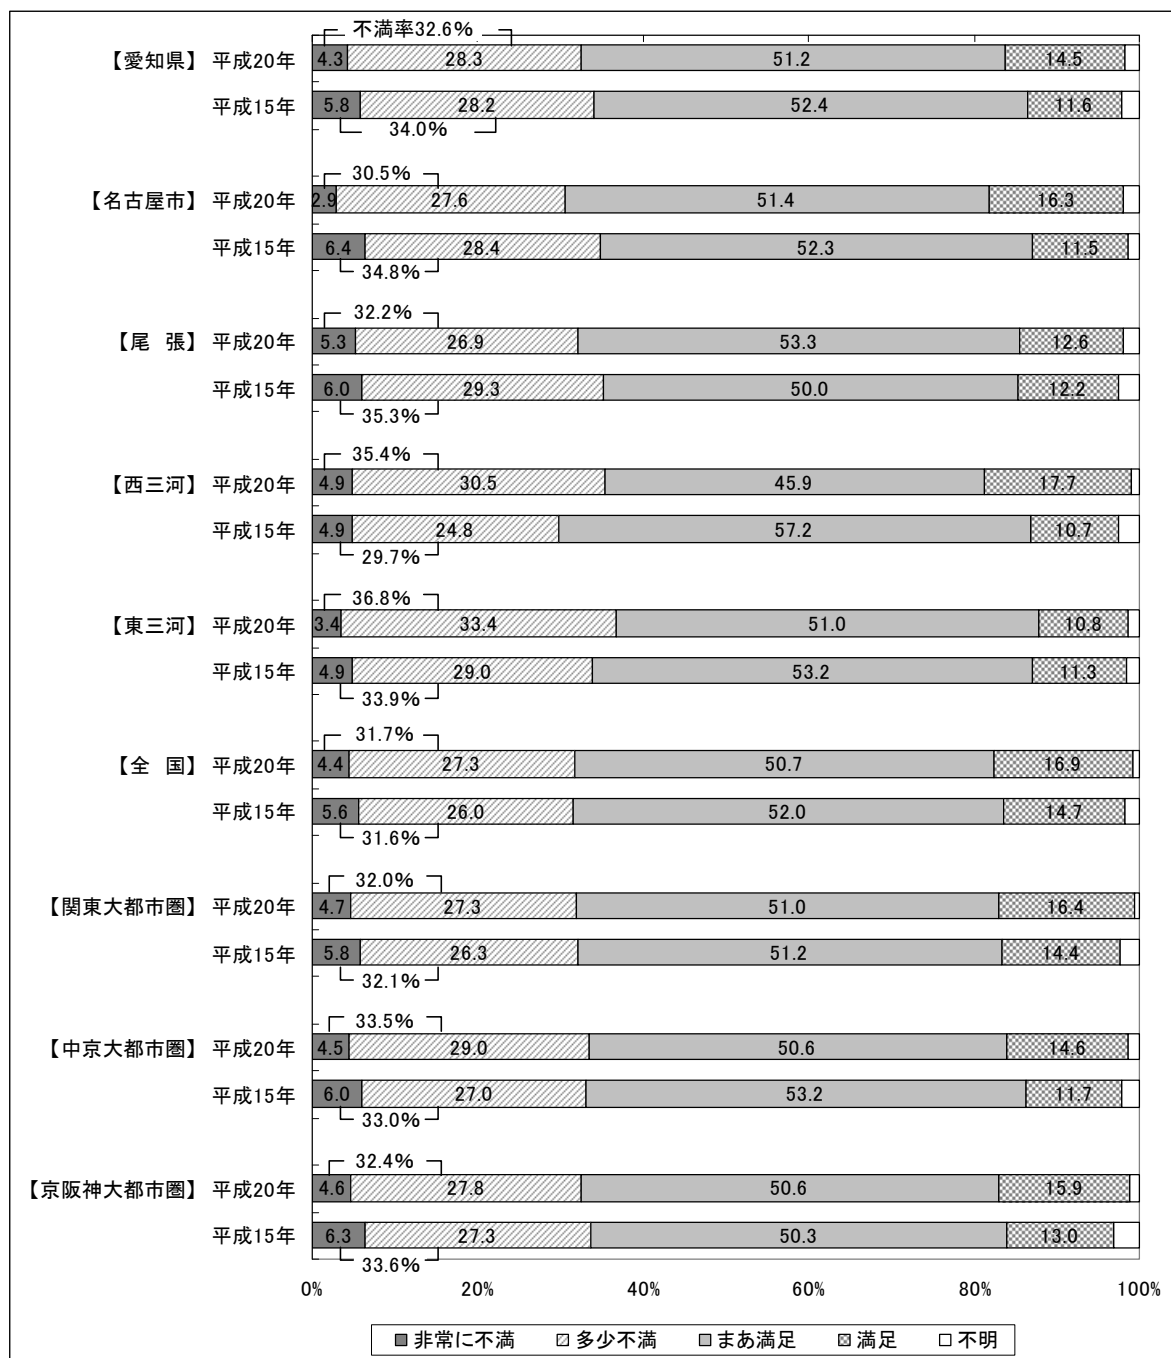 不満率32.6%
【愛知県】 平成20年 4.3 28.3 51.2 14.5
平成15年 5.8 28.2 52.4 11.6
34.0%
30.5%
【名古屋市】 平成20年 2.9 27.6 51.4 16.3
平成15年 6.4 28.4 52.3 11.5
34.8%
32.2%
【尾 張】 平成20年 5.3 26.9 53.3 12.6
平成15年 6.0 29.3 50.0 12.2
35.3%
35.4%
【西三河】 平成20年 4.9 30.5 45.9 17.7
平成15年 4.9 24.8 57.2 10.7
29.7%
36.8%
【東三河】 平成20年 3.4 33.4 51.0 10.8
平成15年 4.9 29.0 53.2 11.3
33.9%
31.7%
【全 国】 平成20年 4.4 27.3 50.7 16.9
平成15年 5.6 26.0 52.0 14.7
31.6%
32.0%
【関東大都市圏】 平成20年 4.7 27.3 51.0 16.4
平成15年 5.8 26.3 51.2 14.4
32.1%
33.5%
【中京大都市圏】 平成20年 4.5 29.0 50.6 14.6
平成15年 6.0 27.0 53.2 11.7
33.0%
32.4%
【京阪神大都市圏】 平成20年 4.6 27.8 50.6 15.9
平成15年 6.3 27.3 50.3 13.0
33.6%
0% 20% 40% 60% 80% 100%
非常に不満 多少不満 まあ満足 満足 不明